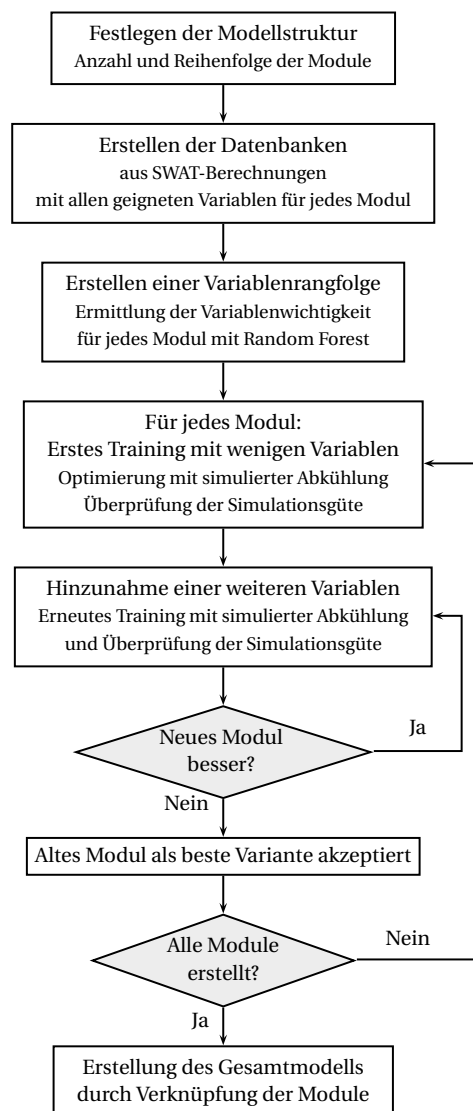 Festlegen der Modellstruktur
Anzahl und Reihenfolge der Module
Erstellen der Datenbanken
aus SWAT-Berechnungen
mit allen geigneten Variablen für jedes Modul
Erstellen einer Variablenrangfolge
Ermittlung der Variablenwichtigkeit
für jedes Modul mit Random Forest
Für jedes Modul:
Erstes Training mit wenigen Variablen
Optimierung mit simulierter Abkühlung
Überprüfung der Simulationsgüte
Hinzunahme einer weiteren Variablen
Erneutes Training mit simulierter Abkühlung
und Überprüfung der Simulationsgüte
Neues Modul
besser?
Ja
Nein
Altes Modul als beste Variante akzeptiert
Alle Module
erstellt?
Nein
Ja
Erstellung des Gesamtmodells
durch Verknüpfung der Module